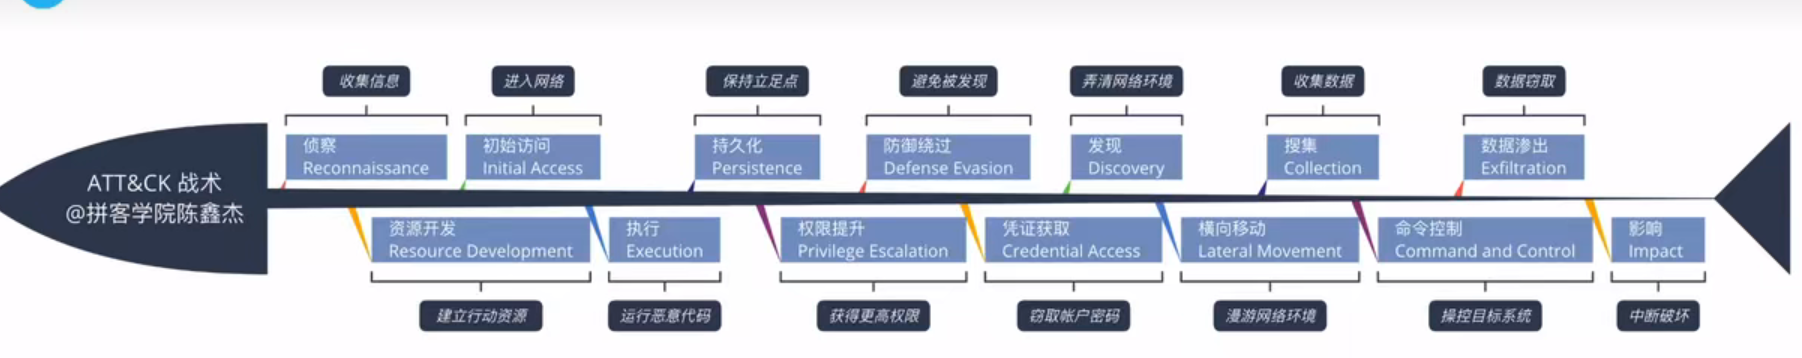 ATT&CK 战术
@拼客学院陈鑫杰
收集信息
侦察
Reconnaissance
资源开发
Resource Development
建立行动资源
进入网络
初始访问
Initial Access
执行
Execution
运行恶意代码
保持立足点
持久化
Persistence
权限提升
Privilege Escalation
获得更高权限
避免被发现
防御绕过
Defense Evasion
凭证获取
Credential Access
窃取帐户密码
弄清网络环境
发现
Discovery
横向移动
Lateral Movement
漫游网络环境
收集数据
搜集
Collection
命令控制
Command and Control
操控目标系统
数据窃取
数据渗出
Exfiltration
影响
Impact
中断破坏